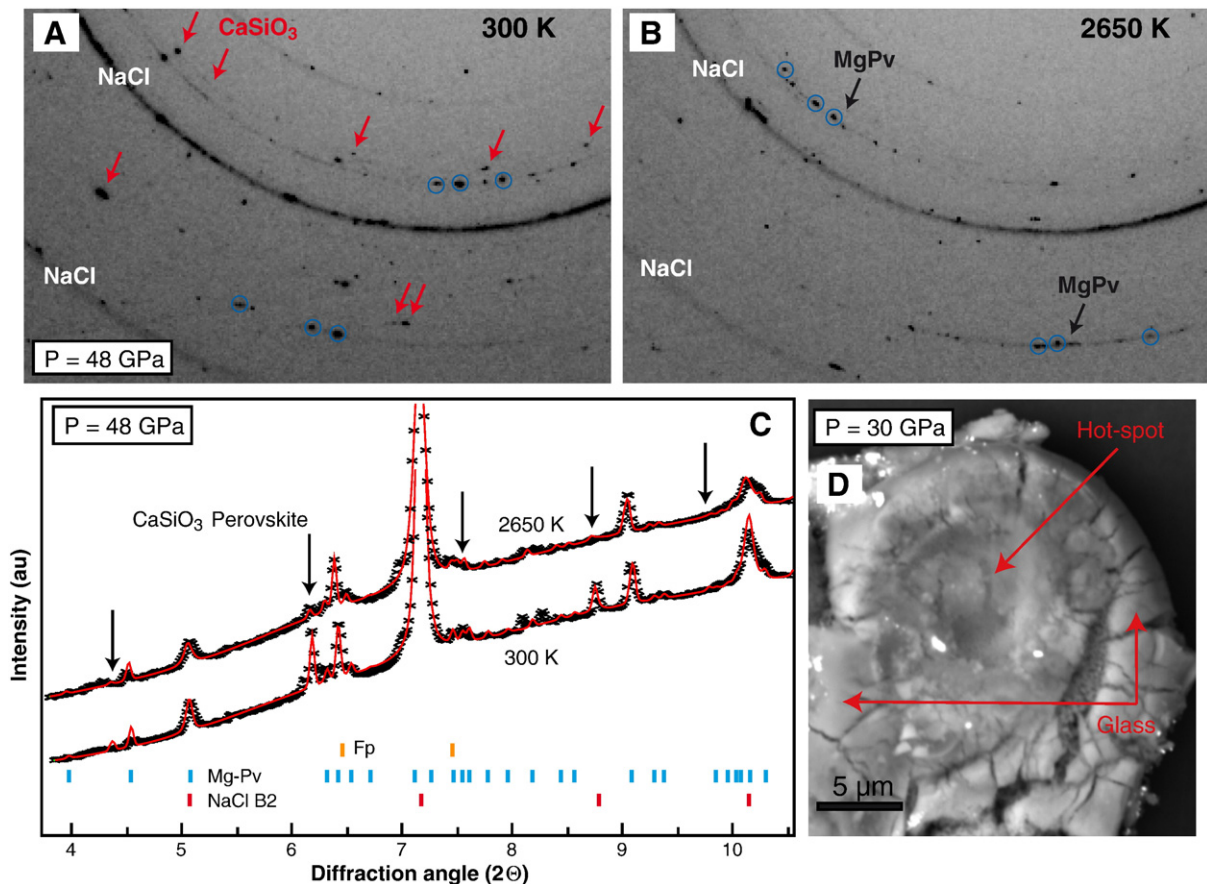 A
CaSiO₃
300 K
NaCl
NaCl
P = 48 GPa
B
2650 K
NaCl
MgPv
NaCl
MgPv
P = 48 GPa
C
CaSiO₃ Perovskite
2650 K
300 K
Fp
Mg-Pv
NaCl B2
Intensity (au)
4 5 6 7 8 9 10
Diffraction angle (2Θ)
P = 30 GPa
D
Hot-spot
Glass
5 µm